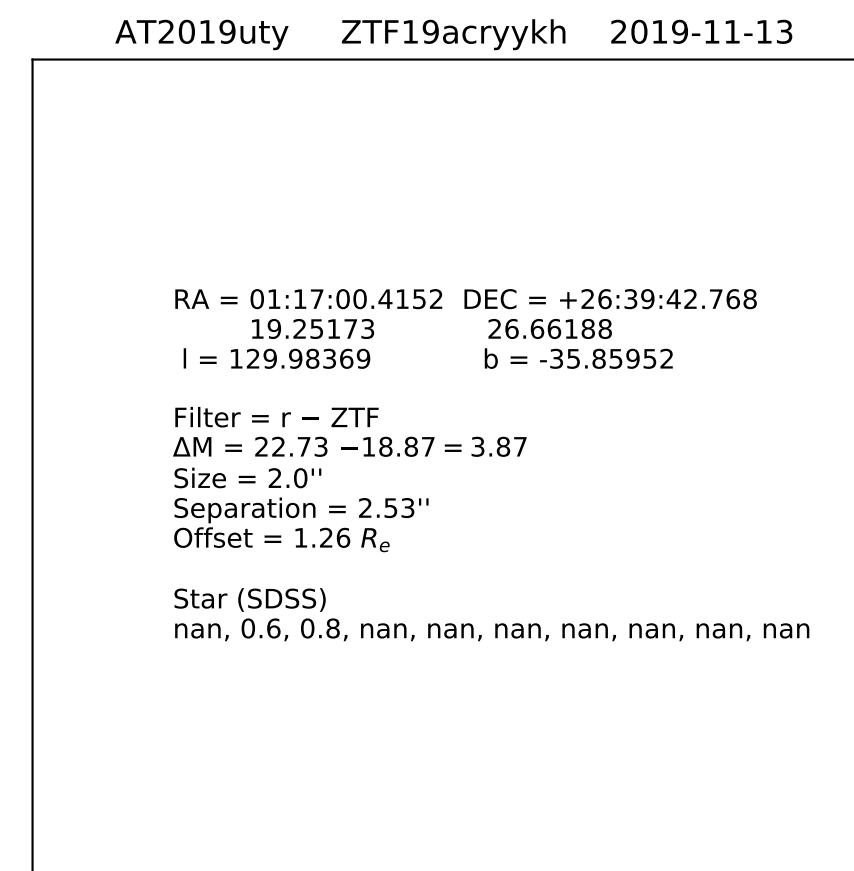 AT2019uty ZTF19acryykh 2019-11-13
RA = 01:17:00.4152 DEC = +26:39:42.768
19.25173 26.66188
l = 129.98369 b = -35.85952
Filter = r − ZTF
ΔM = 22.73 −18.87 = 3.87
Size = 2.0''
Separation = 2.53''
Offset = 1.26 Rₑ
Star (SDSS)
nan, 0.6, 0.8, nan, nan, nan, nan, nan, nan, nan